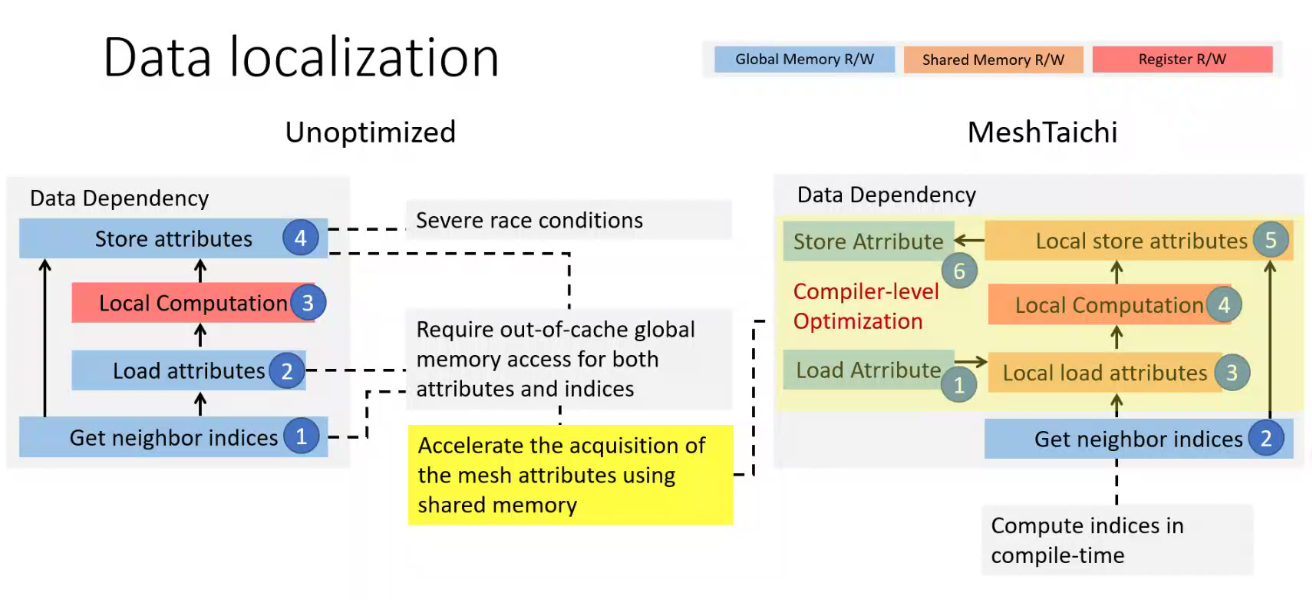 Data localization
Global Memory R/W
Shared Memory R/W
Register R/W
Unoptimized
Data Dependency
Store attributes
4
Local Computation
3
Load attributes
2
Get neighbor indices
1
Severe race conditions
Require out-of-cache global
memory access for both
attributes and indices
Accelerate the acquisition of
the mesh attributes using
shared memory
MeshTaichi
Data Dependency
Store Atrribute
6
Local store attributes
5
Compiler-level
Optimization
Local Computation
4
Load Atrribute
1
Local load attributes
3
Get neighbor indices
2
Compute indices in
compile-time